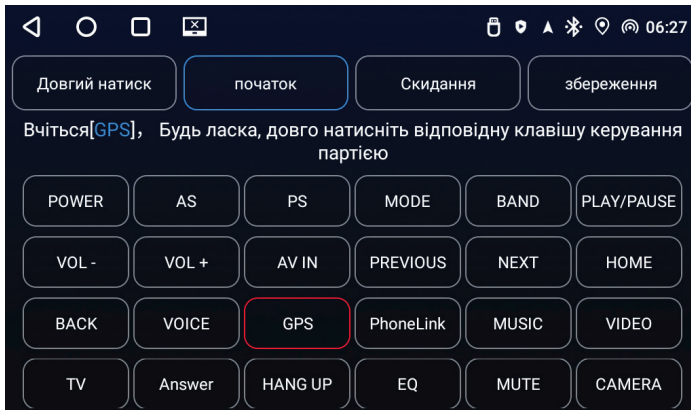 06:27
Довгий натиск початок Скидання збереження
Вчіться[GPS]， Будь ласка, довго натисніть відповідну клавішу керування
партією
POWER AS PS MODE BAND PLAY/PAUSE
VOL - VOL + AV IN PREVIOUS NEXT HOME
BACK VOICE GPS PhoneLink MUSIC VIDEO
TV Answer HANG UP EQ MUTE CAMERA